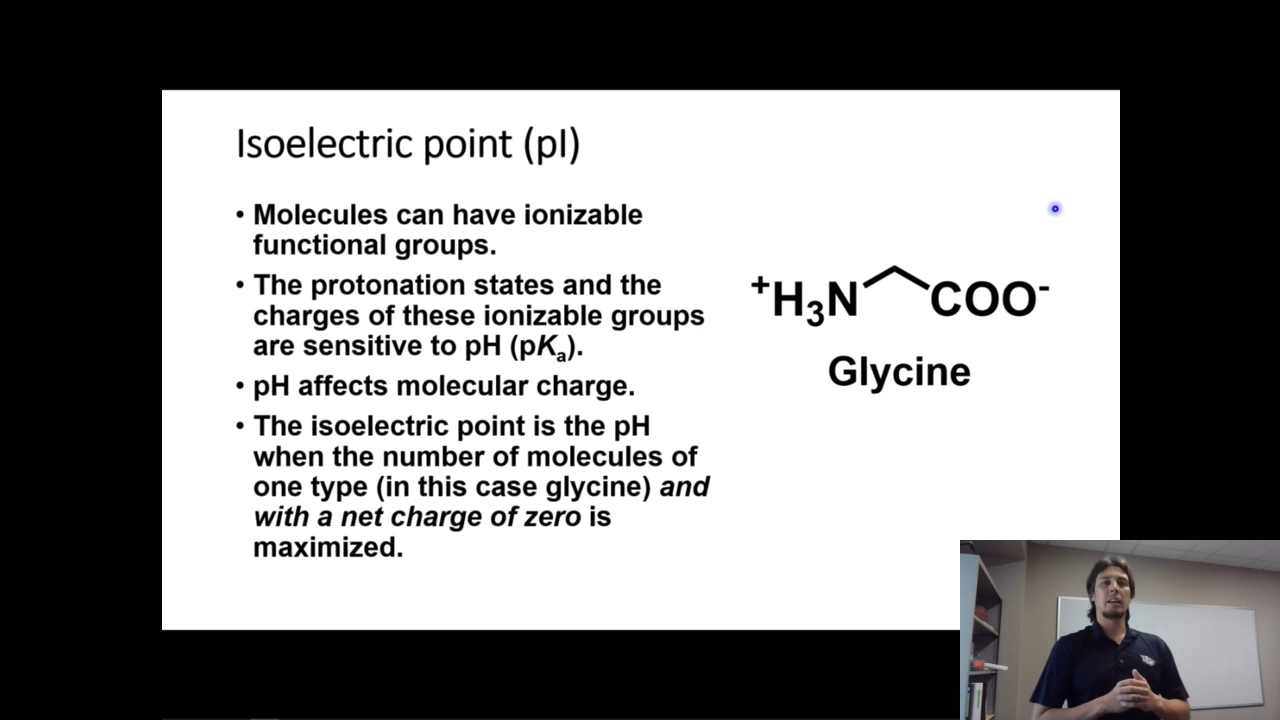 Isoelectric point (pI)
• Molecules can have ionizable
functional groups.
• The protonation states and the
charges of these ionizable groups
are sensitive to pH (pKₐ).
• pH affects molecular charge.
• The isoelectric point is the pH
when the number of molecules of
one type (in this case glycine) and
with a net charge of zero is
maximized.
⁺H₃N COO⁻
Glycine